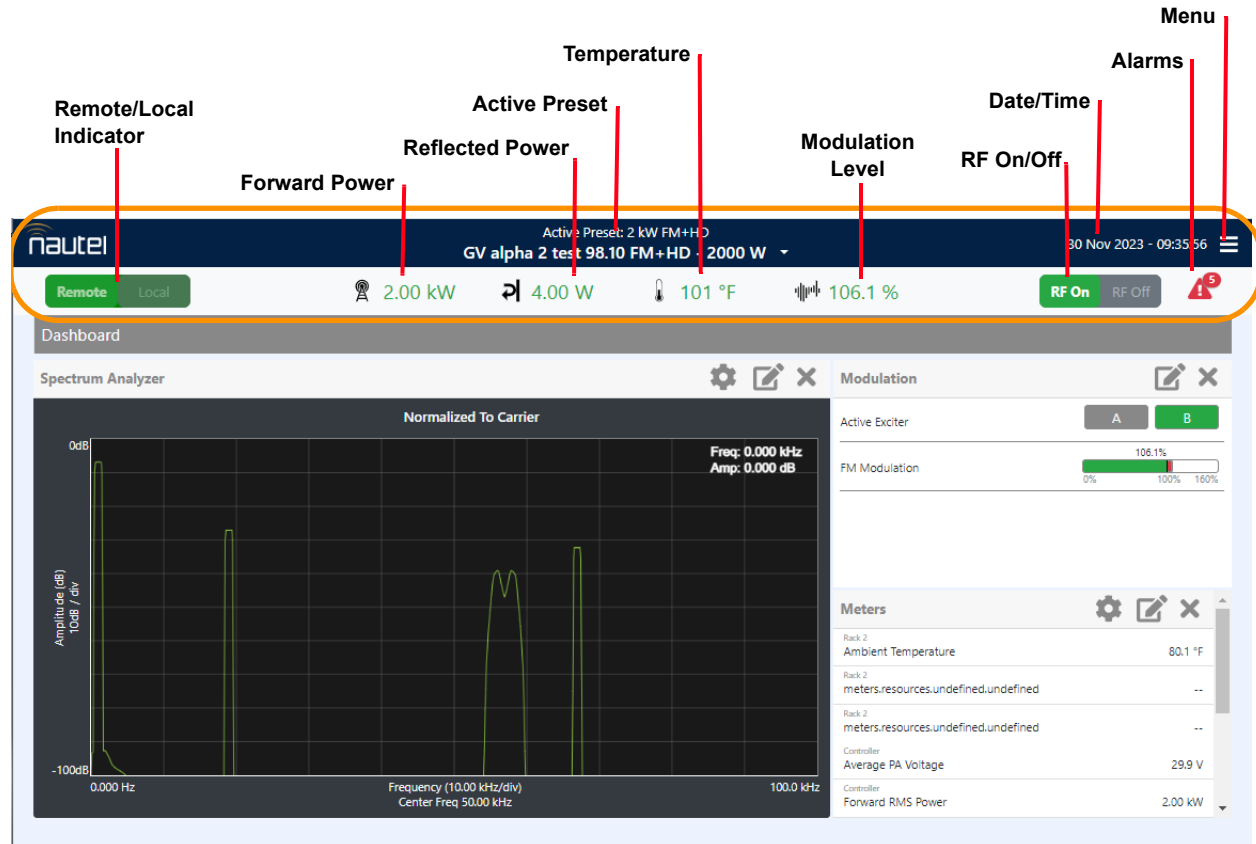 Menu
Temperature
Alarms
Active Preset
Date/Time
Remote/Local
Indicator
Reflected Power
Modulation
Level
RF On/Off
Forward Power
nautel
Active Preset: 2 kW FM+HD
GV alpha 2 test 98.10 FM+HD - 2000 W
30 Nov 2023 - 09:35:56
Remote Local
2.00 kW
4.00 W
101 °F
106.1 %
RF On RF Off
5
Dashboard
Spectrum Analyzer
Normalized To Carrier
Freq: 0.000 kHz
Amp: 0.000 dB
0dB
Amplitude (dB)
10dB / div
-100dB
0.000 Hz
Frequency (10.00 kHz/div)
Center Freq 50.00 kHz
100.0 kHz
Modulation
Active Exciter
A B
FM Modulation
106.1%
0% 100% 160%
Meters
Rack 2
Ambient Temperature 80.1 °F
Rack 2
meters.resources.undefined.undefined --
Rack 2
meters.resources.undefined.undefined --
Controller
Average PA Voltage 29.9 V
Controller
Forward RMS Power 2.00 kW